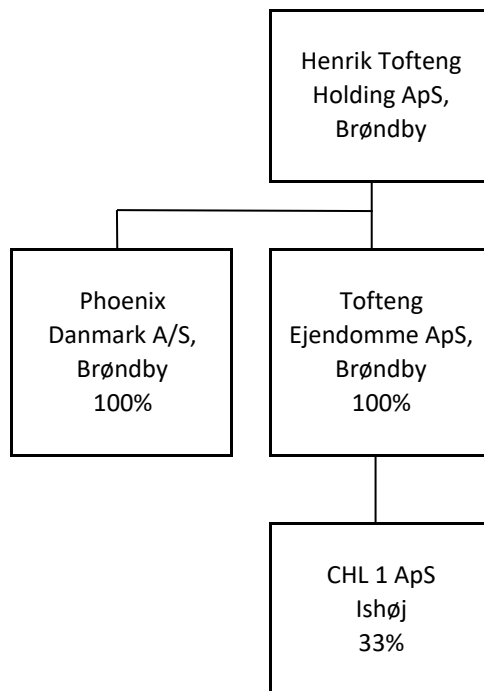 Henrik Tofteng
Holding ApS,
Brøndby
Phoenix
Danmark A/S,
Brøndby
100%
Tofteng
Ejendomme ApS,
Brøndby
100%
CHL 1 ApS
Ishøj
33%